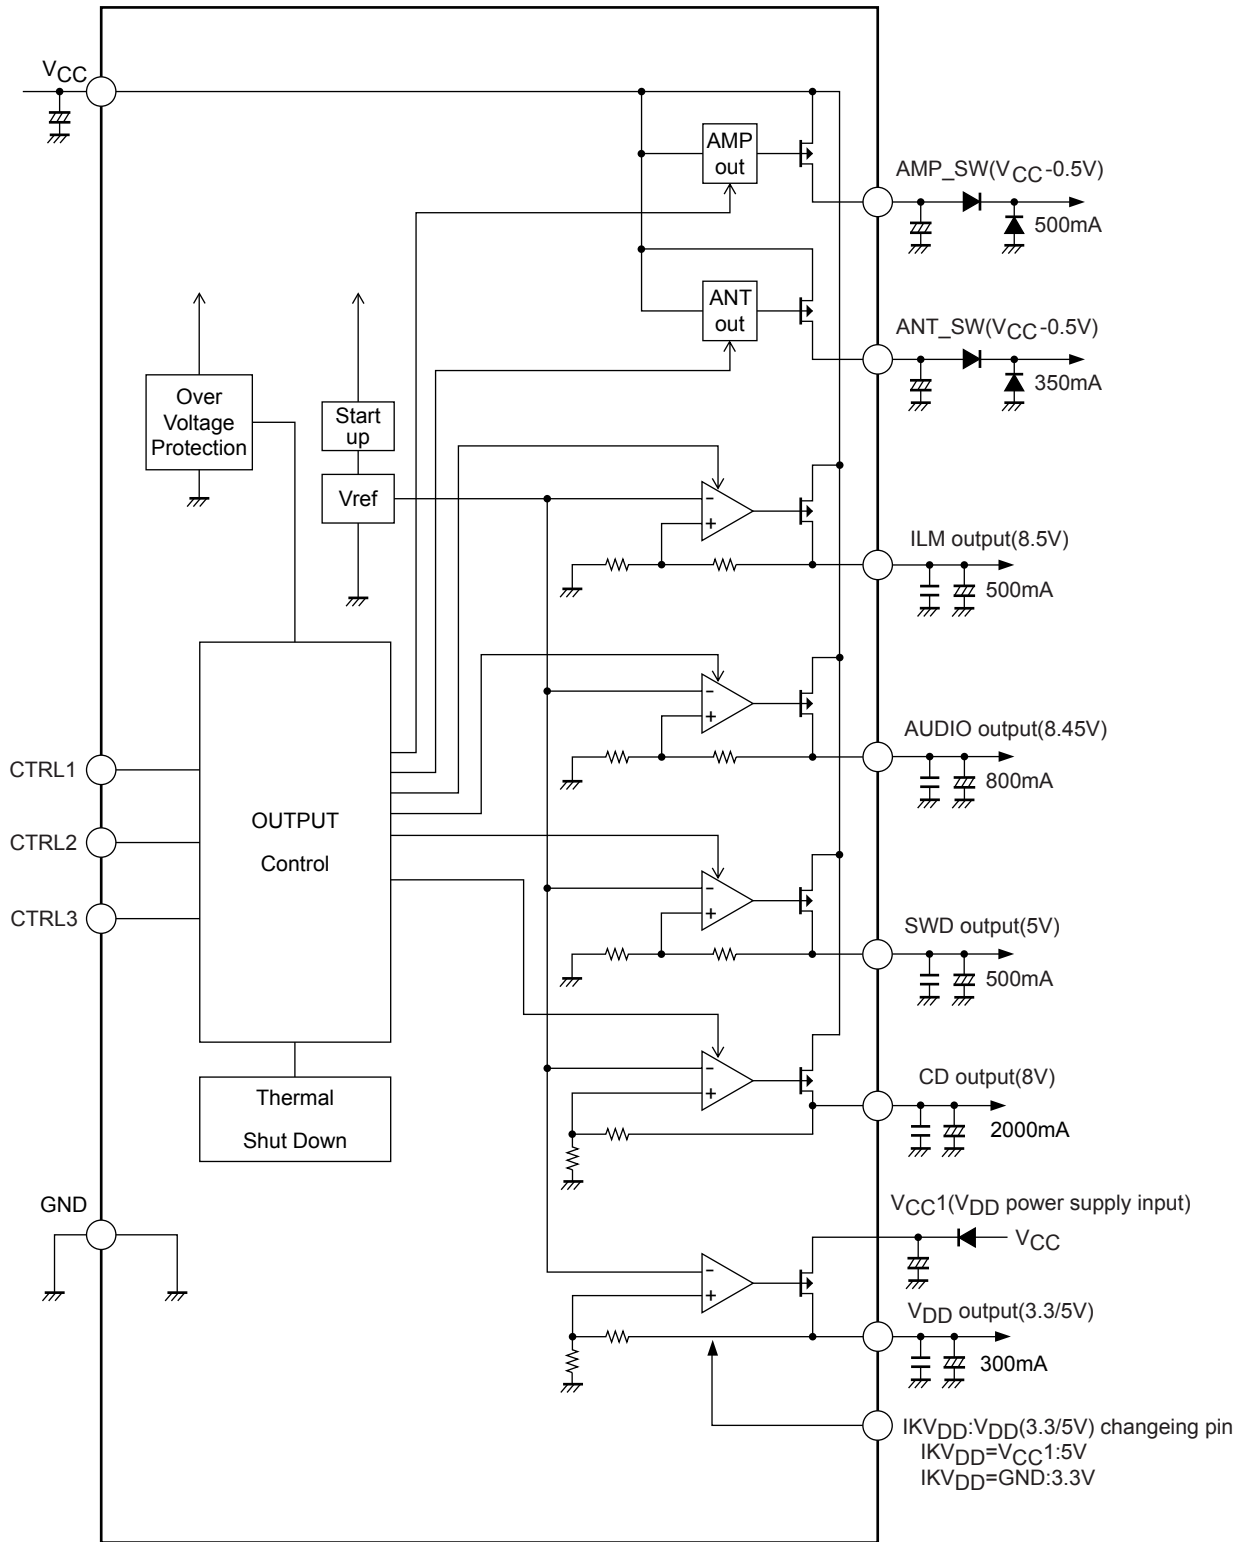 VCC
AMP
out
AMP_SW(VCC-0.5V)
500mA
ANT
out
ANT_SW(VCC-0.5V)
350mA
Over
Voltage
Protection
Start
up
Vref
-
+
ILM output(8.5V)
500mA
-
+
AUDIO output(8.45V)
800mA
CTRL1
CTRL2
CTRL3
OUTPUT
Control
-
+
SWD output(5V)
500mA
-
+
CD output(8V)
2000mA
Thermal
Shut Down
GND
VCC1(VDD power supply input)
VCC
-
+
VDD output(3.3/5V)
300mA
IKVDD:VDD(3.3/5V) changeing pin
IKVDD=VCC1:5V
IKVDD=GND:3.3V